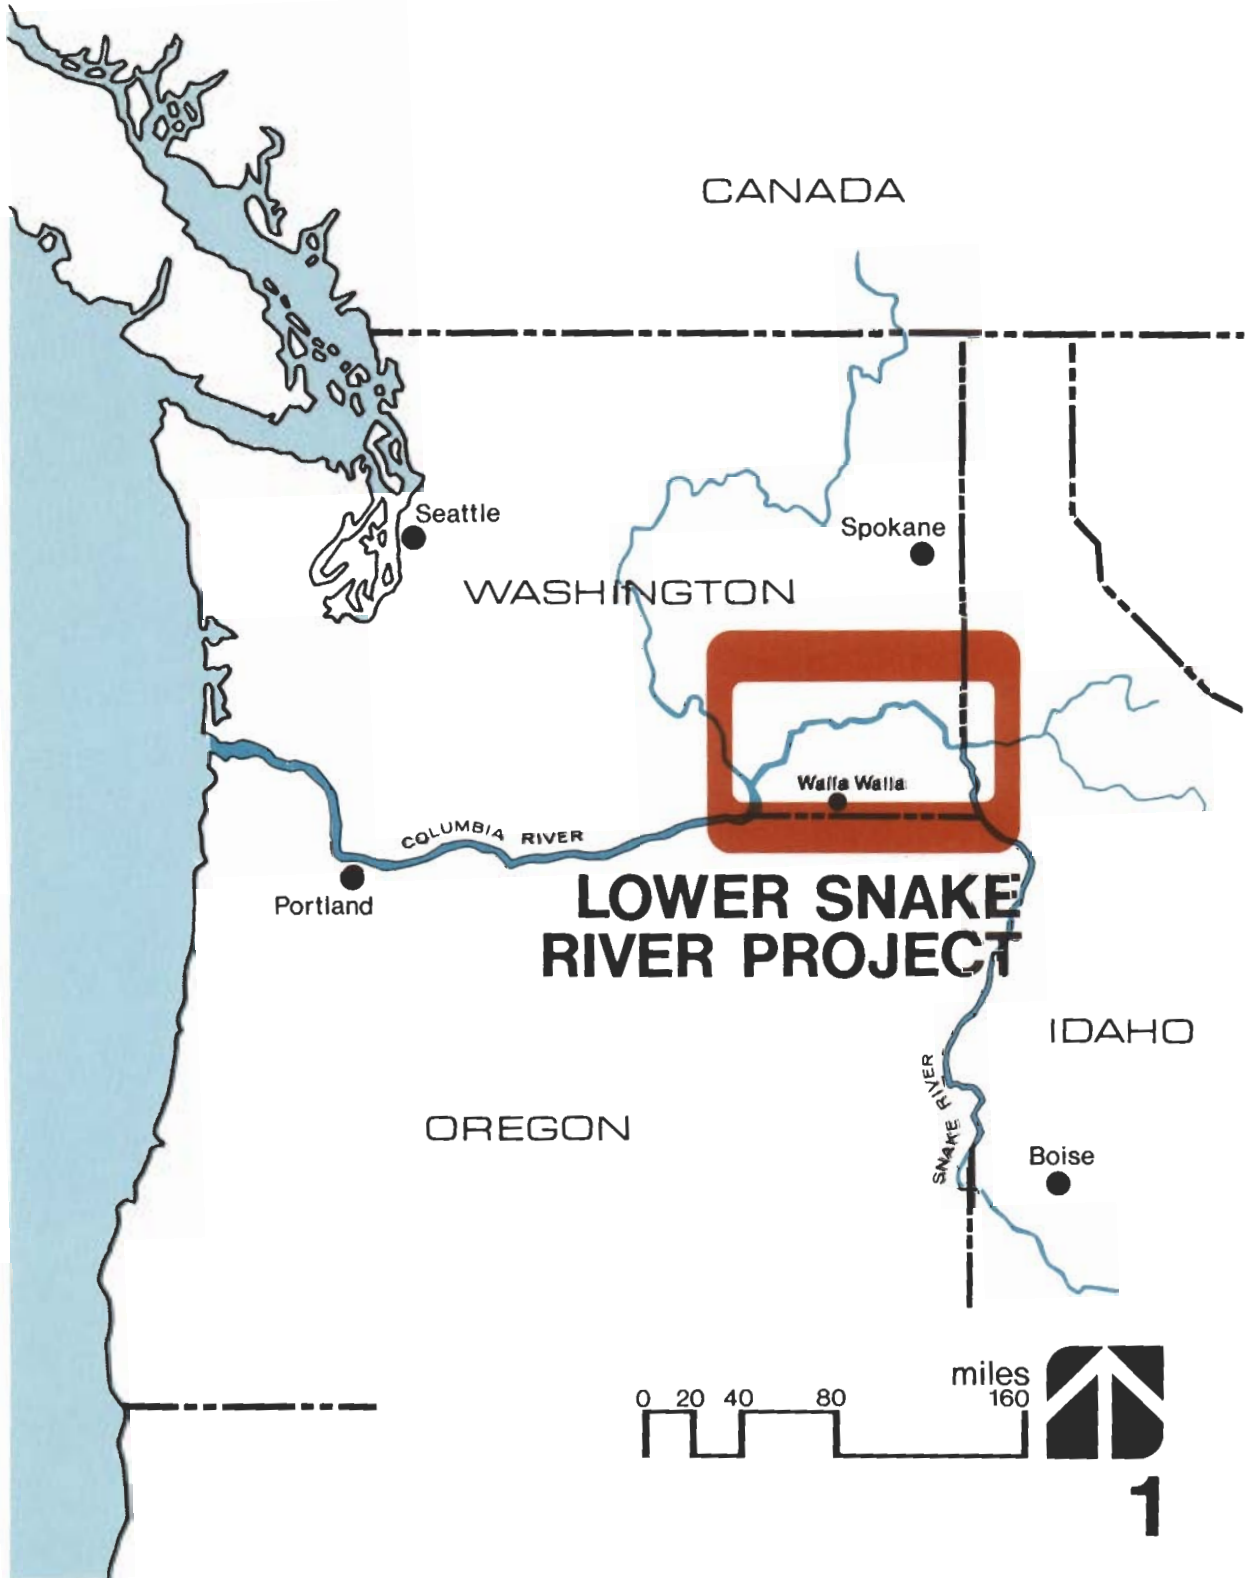 CANADA
Seattle
Spokane
WASHINGTON
Walla Walla
COLUMBIA RIVER
Portland
LOWER SNAKE
RIVER PROJECT
IDAHO
SNAKE RIVER
OREGON
Boise
miles
0 20 40 80 160
1